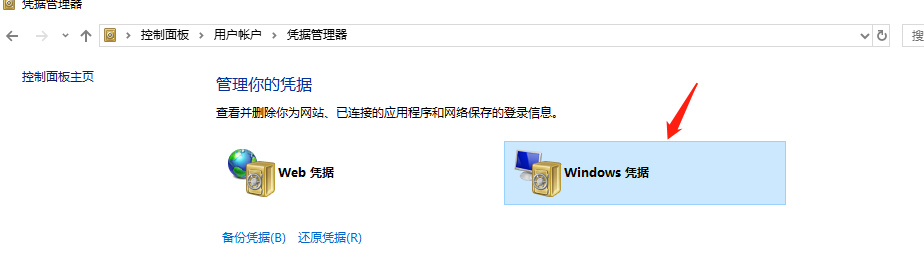 凭据管理器
控制面板 > 用户帐户 > 凭据管理器
控制面板主页
管理你的凭据
查看并删除你为网站、已连接的应用程序和网络保存的登录信息。
Web 凭据
Windows 凭据
备份凭据(B) 还原凭据(R)